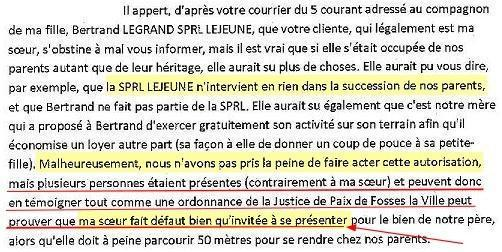 Il appert, d'après votre courrier du 5 courant adressé au compagnon
de ma fille, Bertrand LEGRAND SPRL LEJEUNE, que votre cliente, qui légalement est ma
sœur, s'obstine à mal vous informer, mais il est vrai que si elle s'était occupée de nos
parents autant que de leur héritage, elle aurait su plus de choses. Elle aurait pu vous dire,
par exemple, que la SPRL LEJEUNE n'intervient en rien dans la succession de nos parents,
et que Bertrand ne fait pas partie de la SPRL. Elle aurait su également que c'est notre mère
qui a proposé à Bertrand d'exercer gratuitement son activité sur son terrain afin qu'il
économise un loyer autre part (sa façon à elle de donner un coup de pouce à sa petite-
fille). Malheureusement, nous n'avons pas pris la peine de faire acter cette autorisation,
mais plusieurs personnes étaient présentes (contrairement à ma sœur) et peuvent donc
en témoigner tout comme une ordonnance de la Justice de Paix de Fosses la Ville peut
prouver que ma sœur fait défaut bien qu'invitée à se présenter pour le bien de notre père,
alors qu'elle doit à peine parcourir 50 mètres pour se rendre chez nos parents.